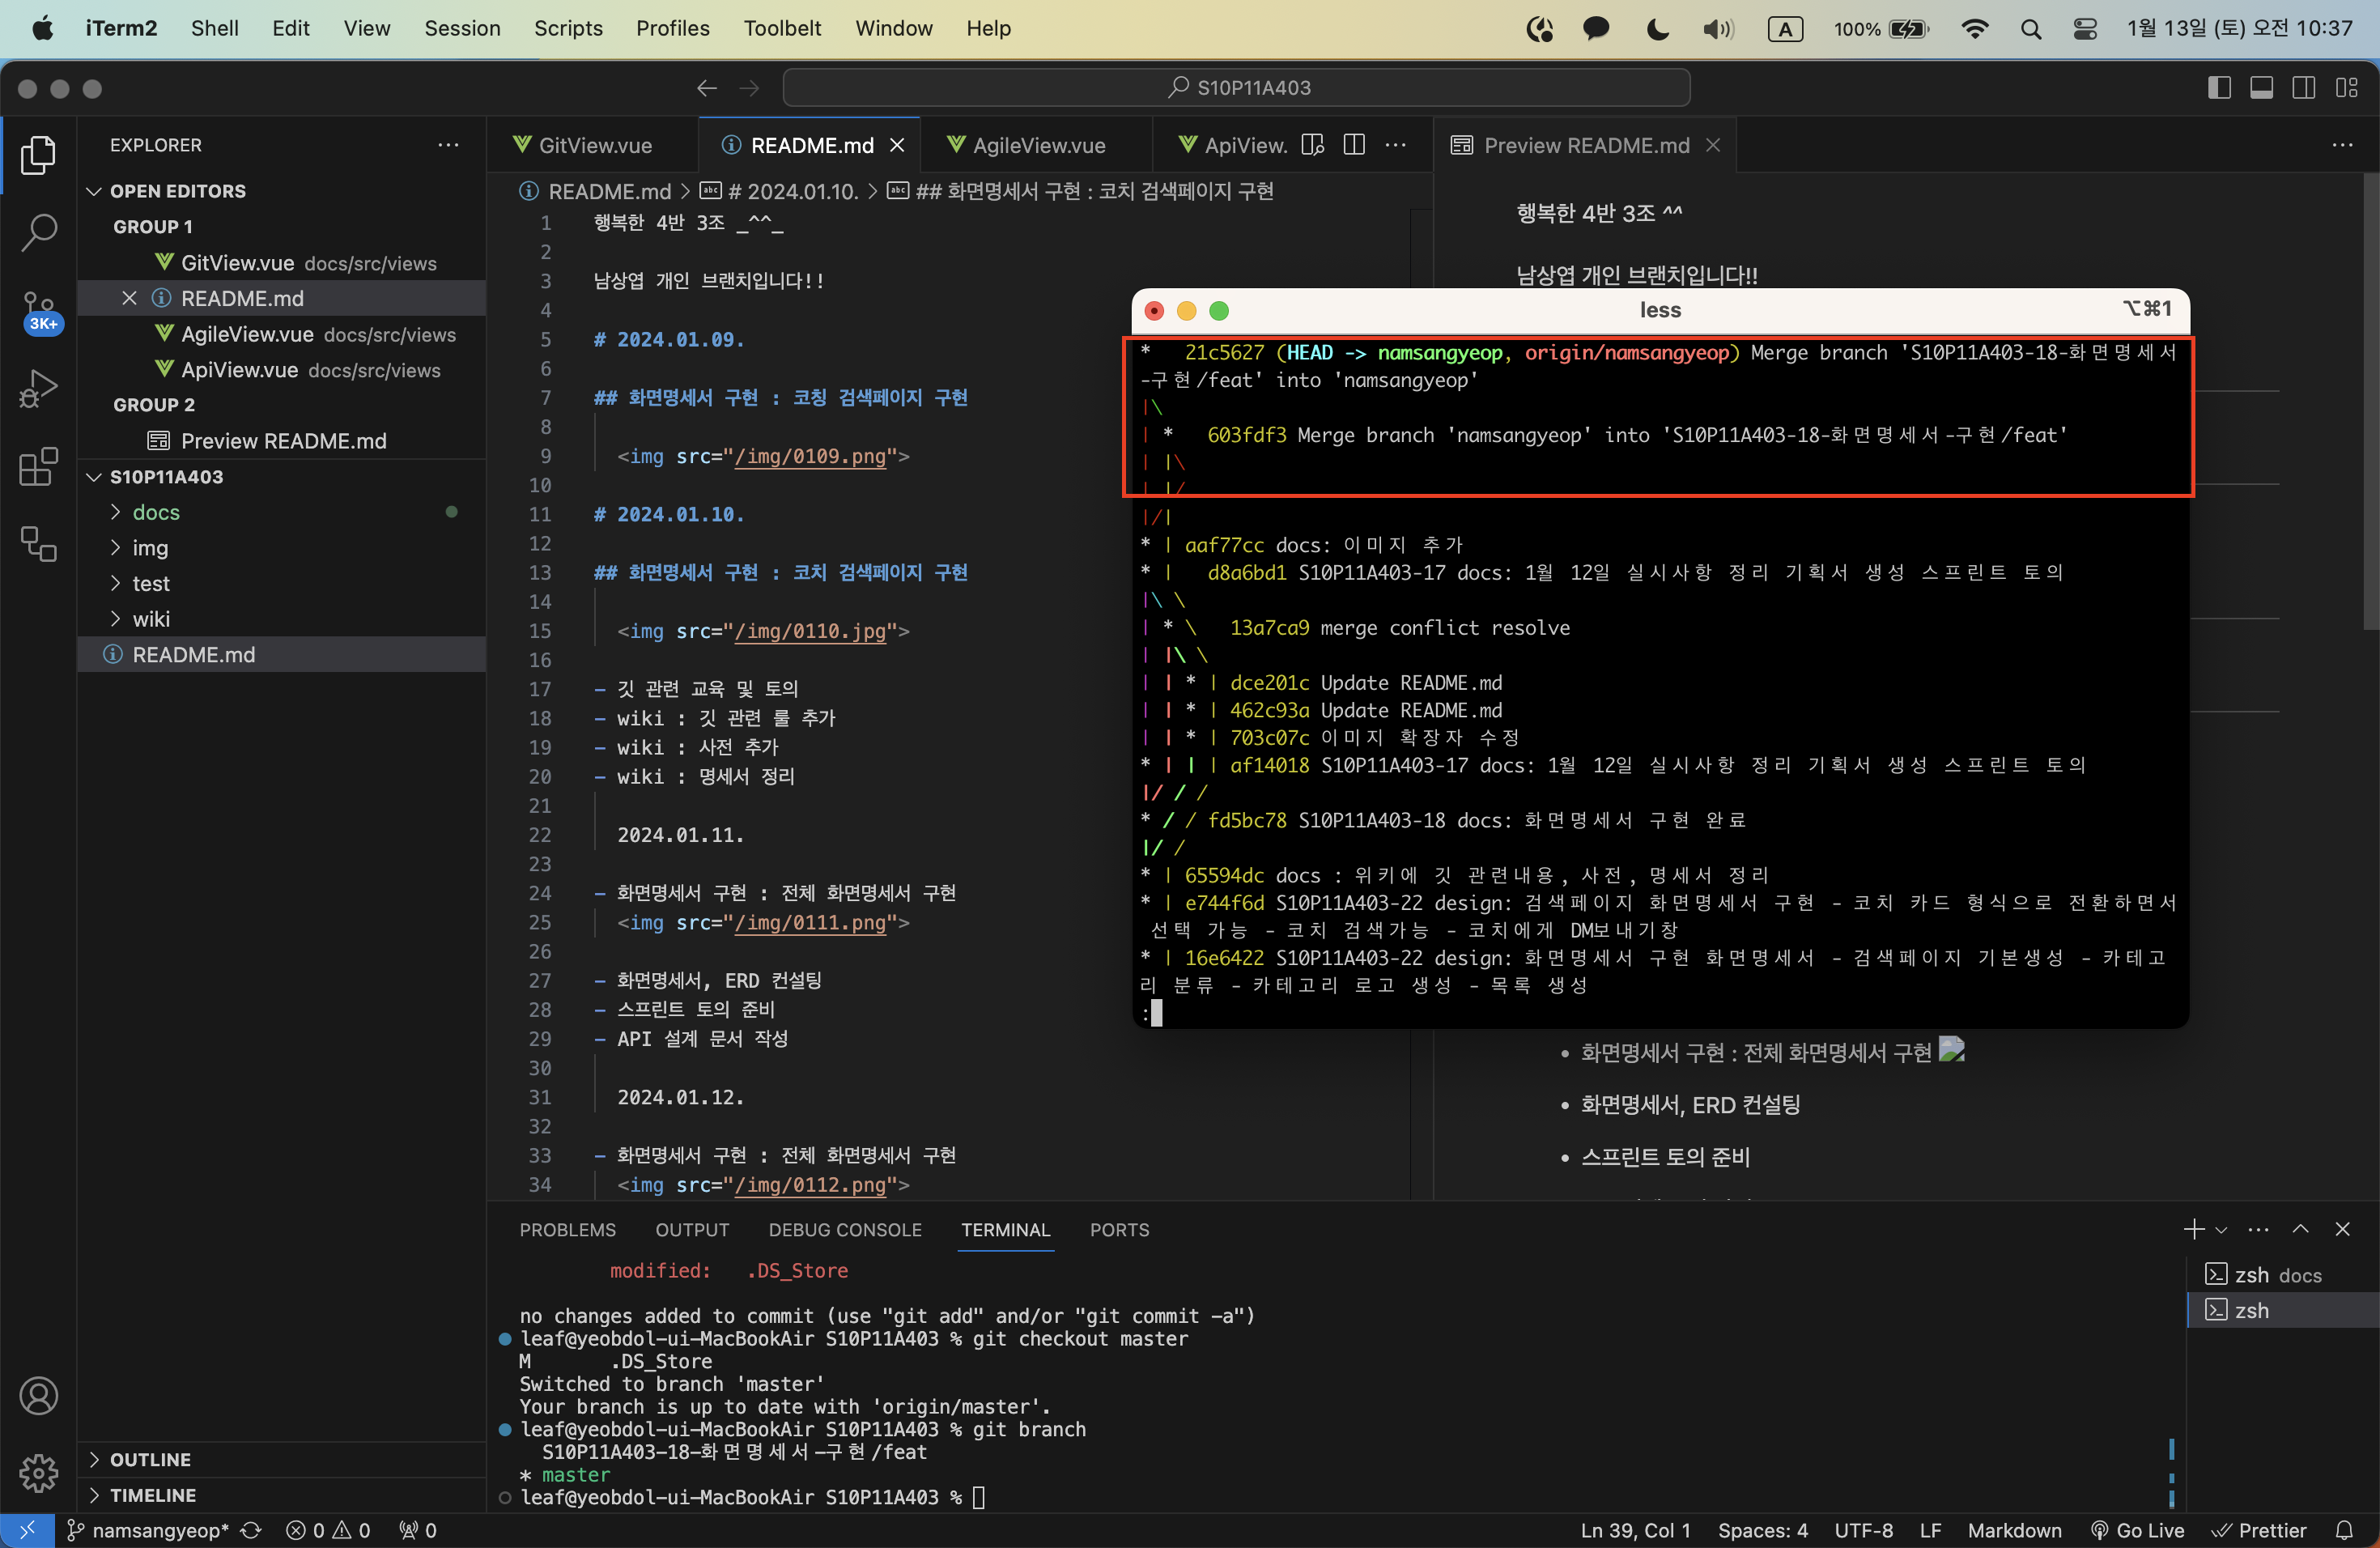 iTerm2 Shell Edit View Session Scripts Profiles Toolbelt Window Help A 100% 1월 13일 (토) 오전 10:37
S10P11A403
EXPLORER
OPEN EDITORS
GROUP 1
GitView.vue docs/src/views
README.md
AgileView.vue docs/src/views
ApiView.vue docs/src/views
GROUP 2
Preview README.md
S10P11A403
docs
img
test
wiki
README.md
OUTLINE
TIMELINE
3K+
GitView.vue README.md AgileView.vue ApiView. Preview README.md
README.md > # 2024.01.10. > ## 화면명세서 구현 : 코치 검색페이지 구현
1 행복한 4반 3조 _^^_
2
3 남상엽 개인 브랜치입니다!!
4
5 # 2024.01.09.
6
7 ## 화면명세서 구현 : 코칭 검색페이지 구현
8
9 <img src="/img/0109.png">
10
11 # 2024.01.10.
12
13 ## 화면명세서 구현 : 코치 검색페이지 구현
14
15 <img src="/img/0110.jpg">
16
17 - 깃 관련 교육 및 토의
18 - wiki : 깃 관련 룰 추가
19 - wiki : 사전 추가
20 - wiki : 명세서 정리
21
22 2024.01.11.
23
24 - 화면명세서 구현 : 전체 화면명세서 구현
25 <img src="/img/0111.png">
26
27 - 화면명세서, ERD 컨설팅
28 - 스프린트 토의 준비
29 - API 설계 문서 작성
30
31 2024.01.12.
32
33 - 화면명세서 구현 : 전체 화면명세서 구현
34 <img src="/img/0112.png">
행복한 4반 3조 ^^
남상엽 개인 브랜치입니다!!
less ⌥⌘1
*   21c5627 (HEAD -> namsangyeop, origin/namsangyeop) Merge branch 'S10P11A403-18-화면명세서
-구현/feat' into 'namsangyeop'
|\
| *   603fdf3 Merge branch 'namsangyeop' into 'S10P11A403-18-화면명세서-구현/feat'
| |\
| |/
|/|
* | aaf77cc docs: 이미지 추가
* |   d8a6bd1 S10P11A403-17 docs: 1월 12일 실시사항 정리 기획서 생성 스프린트 토의
|\ \
| * \   13a7ca9 merge conflict resolve
| |\ \
| | * | dce201c Update README.md
| | * | 462c93a Update README.md
| | * | 703c07c 이미지 확장자 수정
* | | | af14018 S10P11A403-17 docs: 1월 12일 실시사항 정리 기획서 생성 스프린트 토의
|/ / /
* / / fd5bc78 S10P11A403-18 docs: 화면명세서 구현 완료
|/ /
* | 65594dc docs : 위키에 깃 관련내용, 사전, 명세서 정리
* | e744f6d S10P11A403-22 design: 검색페이지 화면명세서 구현 - 코치 카드 형식으로 전환하면서
선택 가능 - 코치 검색가능 - 코치에게 DM보내기창
* | 16e6422 S10P11A403-22 design: 화면명세서 구현 화면명세서 - 검색페이지 기본생성 - 카테고
리 분류 - 카테고리 로고 생성 - 목록 생성
:
• 화면명세서 구현 : 전체 화면명세서 구현
• 화면명세서, ERD 컨설팅
• 스프린트 토의 준비
PROBLEMS OUTPUT DEBUG CONSOLE TERMINAL PORTS
modified:   .DS_Store
no changes added to commit (use "git add" and/or "git commit -a")
leaf@yeobdol-ui-MacBookAir S10P11A403 % git checkout master
M       .DS_Store
Switched to branch 'master'
Your branch is up to date with 'origin/master'.
leaf@yeobdol-ui-MacBookAir S10P11A403 % git branch
S10P11A403-18-화면명세서-구현/feat
* master
leaf@yeobdol-ui-MacBookAir S10P11A403 %
zsh docs
zsh
namsangyeop* 0 0 0 Ln 39, Col 1 Spaces: 4 UTF-8 LF Markdown Go Live Prettier